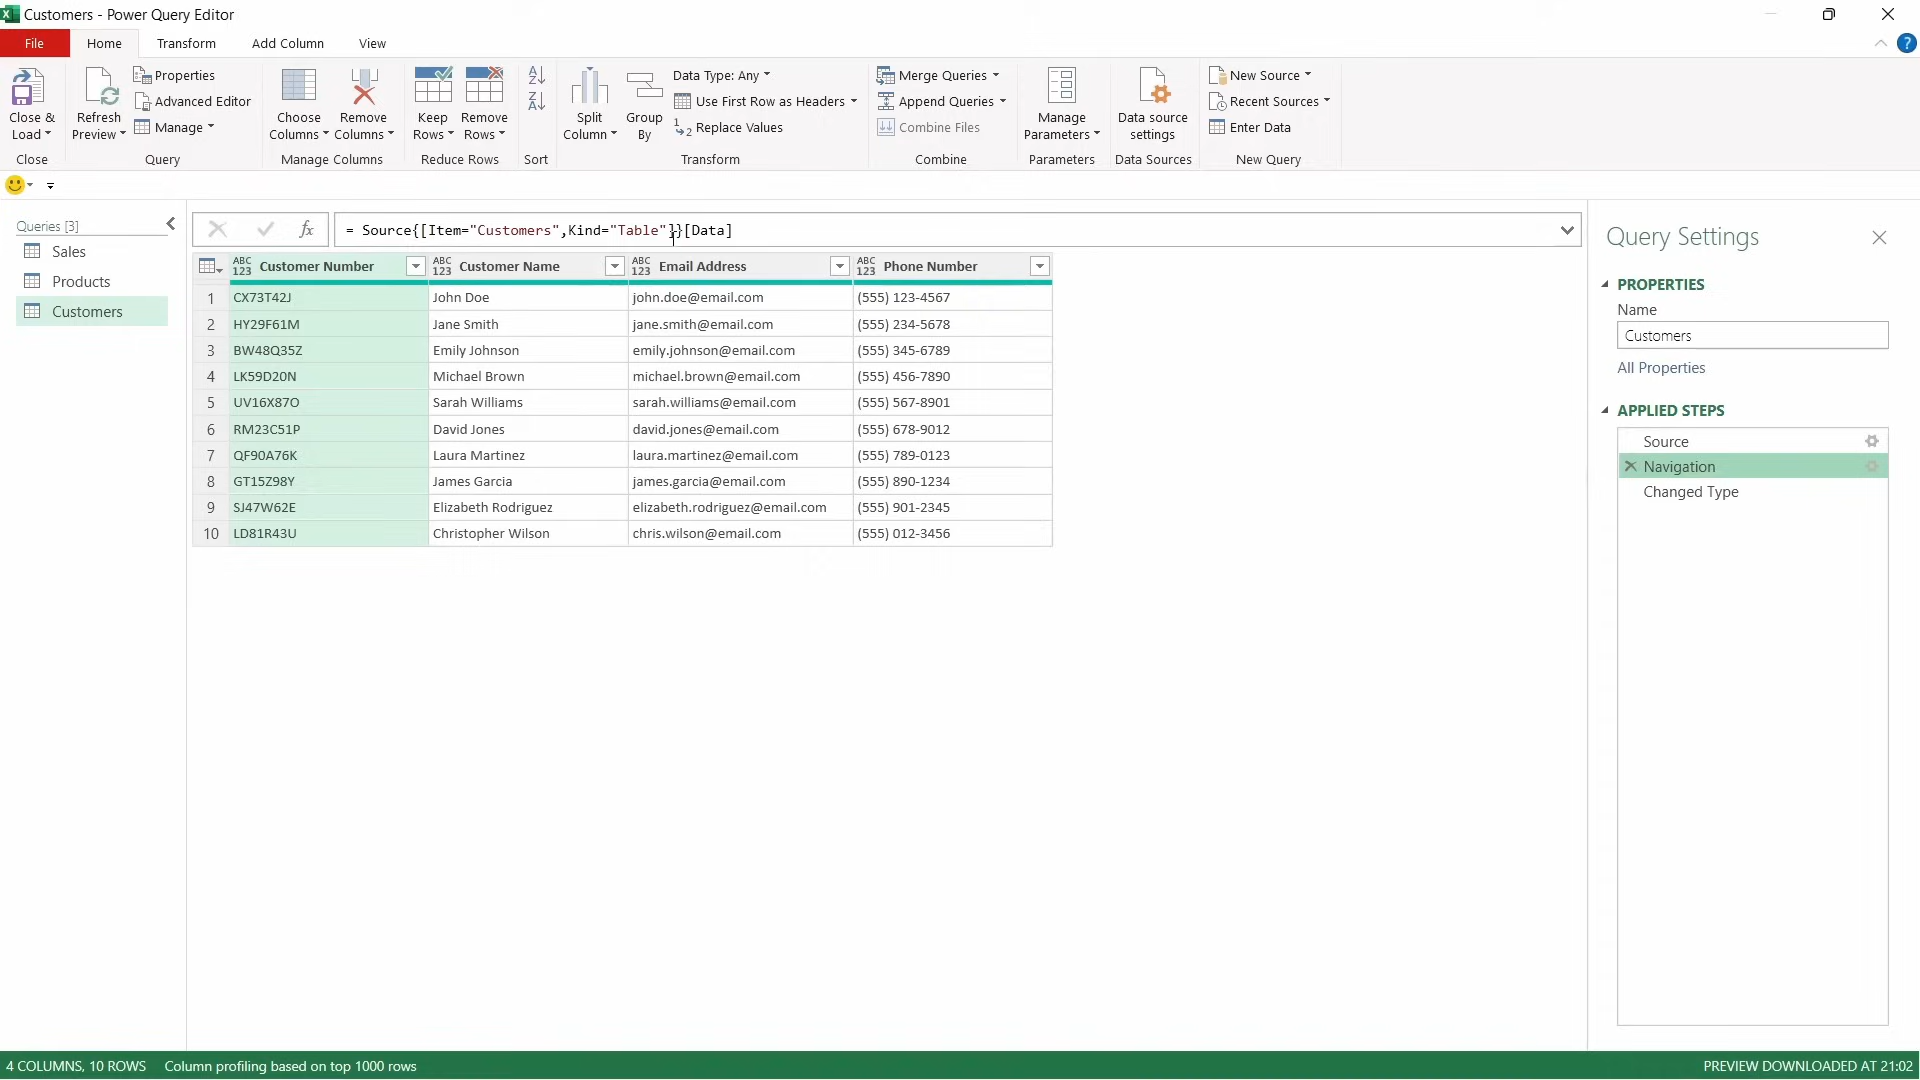 Customers - Power Query Editor
File Home Transform Add Column View
Close & Load
Close
Refresh Preview
Properties
Advanced Editor
Manage
Query
Choose Columns
Remove Columns
Manage Columns
Keep Rows
Remove Rows
Reduce Rows
Sort
Split Column
Group By
Data Type: Any
Use First Row as Headers
Replace Values
Transform
Merge Queries
Append Queries
Combine Files
Combine
Manage Parameters
Parameters
Data source settings
Data Sources
New Source
Recent Sources
Enter Data
New Query
Queries [3]
Sales
Products
Customers
fx = Source{[Item="Customers",Kind="Table"]}[Data]
ABC 123 Customer Number ABC 123 Customer Name ABC 123 Email Address ABC 123 Phone Number
1 CX73T42J John Doe john.doe@email.com (555) 123-4567
2 HY29F61M Jane Smith jane.smith@email.com (555) 234-5678
3 BW48Q35Z Emily Johnson emily.johnson@email.com (555) 345-6789
4 LK59D20N Michael Brown michael.brown@email.com (555) 456-7890
5 UV16X87O Sarah Williams sarah.williams@email.com (555) 567-8901
6 RM23C51P David Jones david.jones@email.com (555) 678-9012
7 QF90A76K Laura Martinez laura.martinez@email.com (555) 789-0123
8 GT15Z98Y James Garcia james.garcia@email.com (555) 890-1234
9 SJ47W62E Elizabeth Rodriguez elizabeth.rodriguez@email.com (555) 901-2345
10 LD81R43U Christopher Wilson chris.wilson@email.com (555) 012-3456
Query Settings
PROPERTIES
Name
Customers
All Properties
APPLIED STEPS
Source
Navigation
Changed Type
4 COLUMNS, 10 ROWS Column profiling based on top 1000 rows
PREVIEW DOWNLOADED AT 21:02